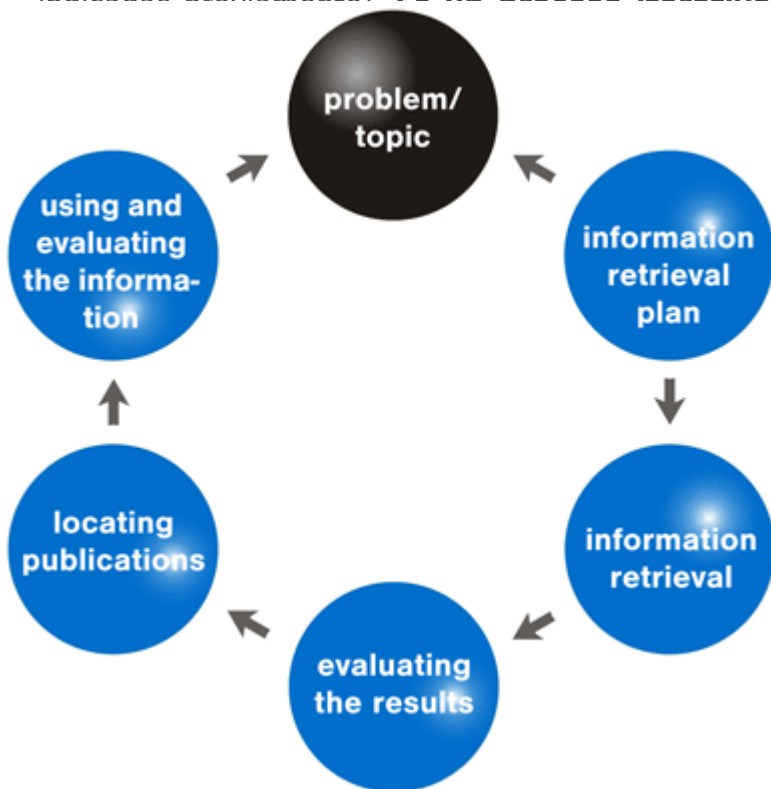 problem/
topic
information
retrieval
plan
information
retrieval
evaluating
the results
locating
publications
using and
evaluating
the informa-
tion